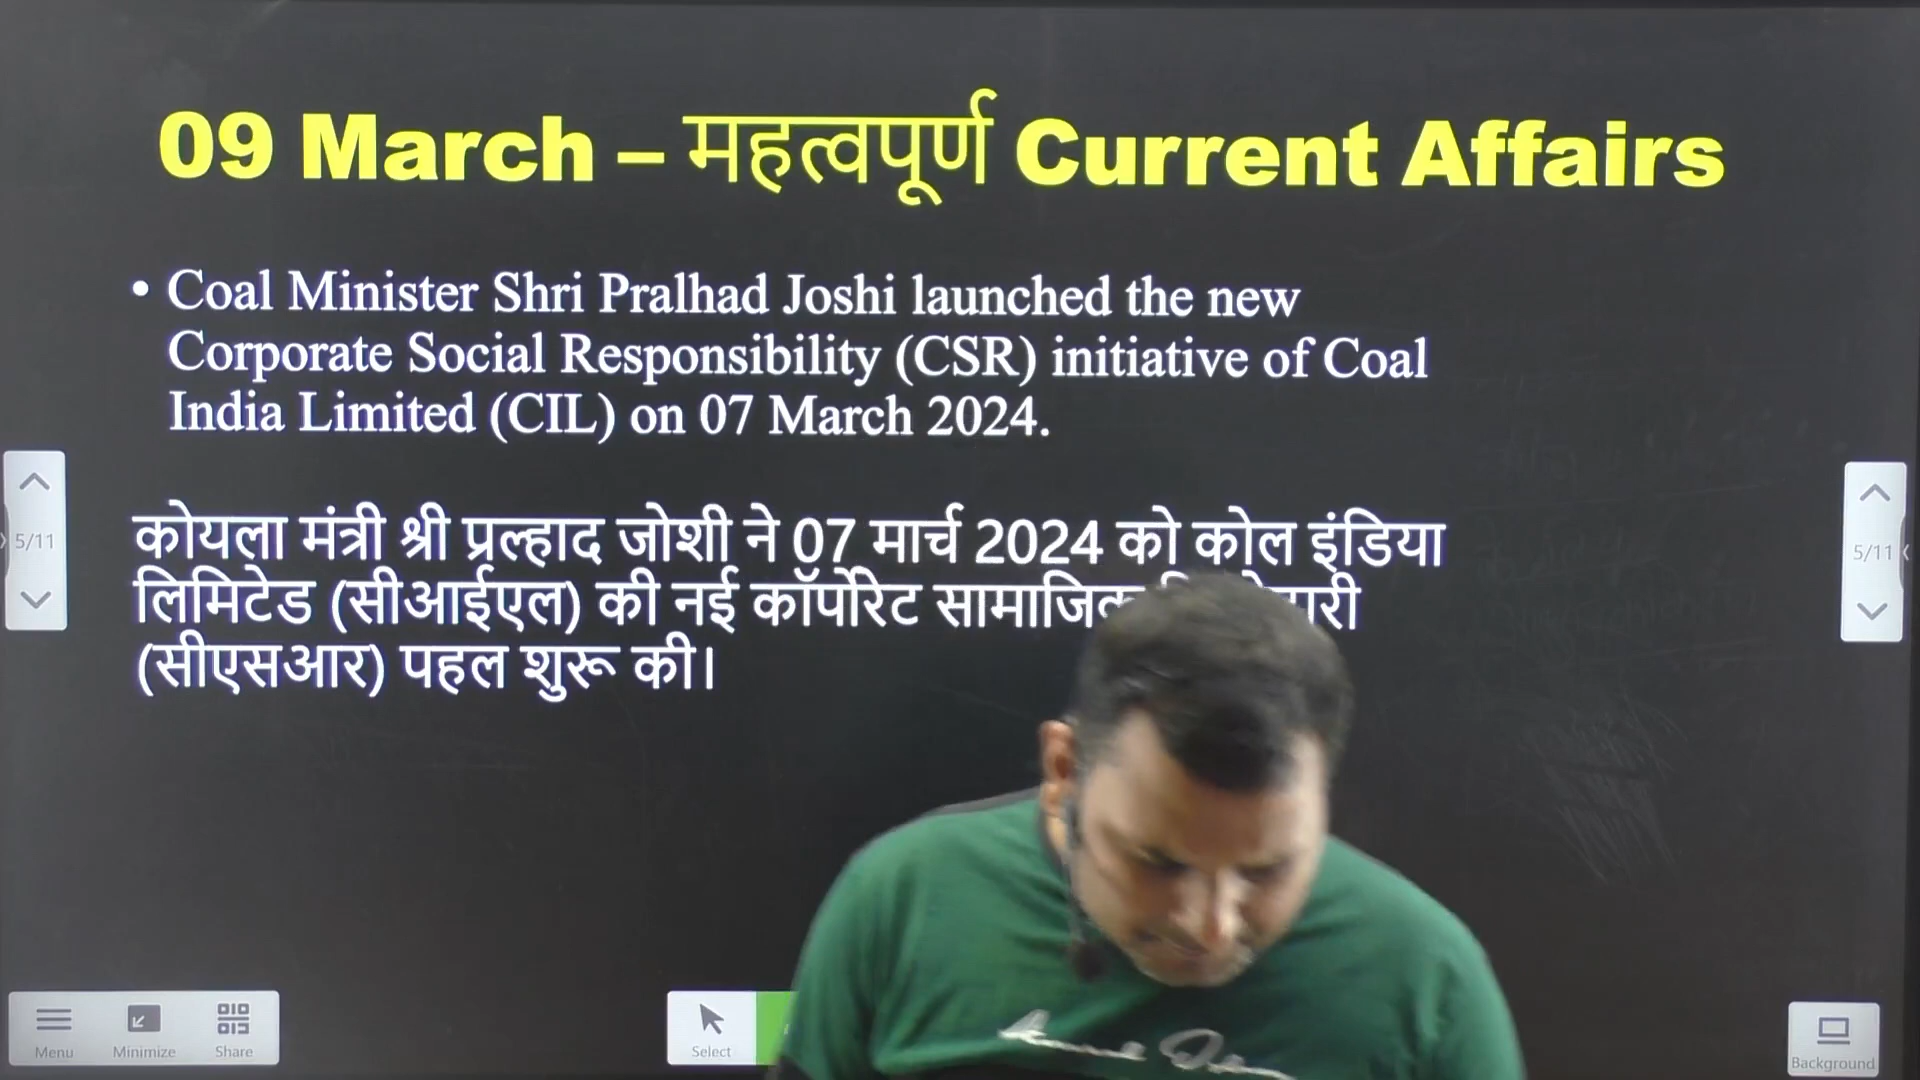 09 March – महत्वपूर्ण Current Affairs
• Coal Minister Shri Pralhad Joshi launched the new
Corporate Social Responsibility (CSR) initiative of Coal
India Limited (CIL) on 07 March 2024.
कोयला मंत्री श्री प्रल्हाद जोशी ने 07 मार्च 2024 को कोल इंडिया
लिमिटेड (सीआईएल) की नई कॉर्पोरेट
(सीएसआर) पहल शुरू की।
5/11
5/11
Menu Minimize Share
Select
Background